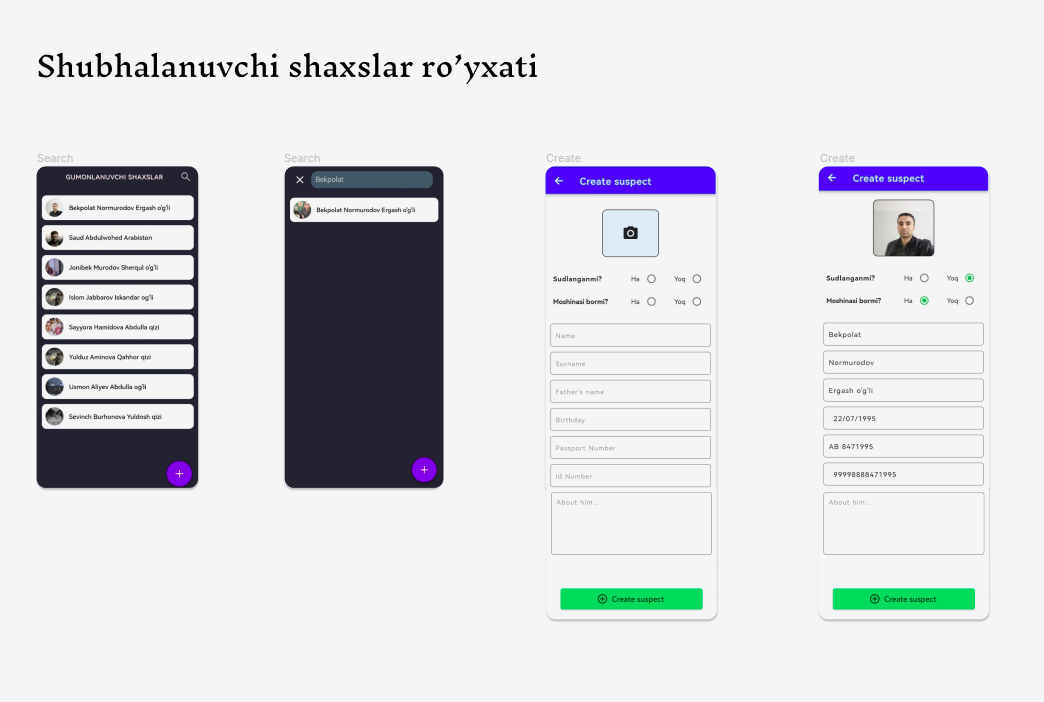 Shubhalanuvchi shaxslar ro’yxati
Search
GUMONLANUVCHI SHAXSLAR
Bekpolat Normurodov Ergash o'g'li
Saud Abdulwohed Arabiston
Jonibek Murodov Sherqul o'g'li
Islom Jabbarov Iskandar og'li
Sayyora Hamidova Abdulla qizi
Yulduz Aminova Qahhor qizi
Usmon Aliyev Abdulla og'li
Sevinch Burhonova Yuldosh qizi
Search
Bekpolat
Bekpolat Normurodov Ergash o'g'li
Create
Create suspect
Sudlanganmi? Ha Yoq
Moshinasi bormi? Ha Yoq
Name
Surname
Father's name
Birthday
Passport Number
Id Number
About him...
Create suspect
Create
Create suspect
Sudlanganmi? Ha Yoq
Moshinasi bormi? Ha Yoq
Bekpolat
Normurodov
Ergash o'g'li
22/07/1995
AB 8471995
99998888471995
About him...
Create suspect